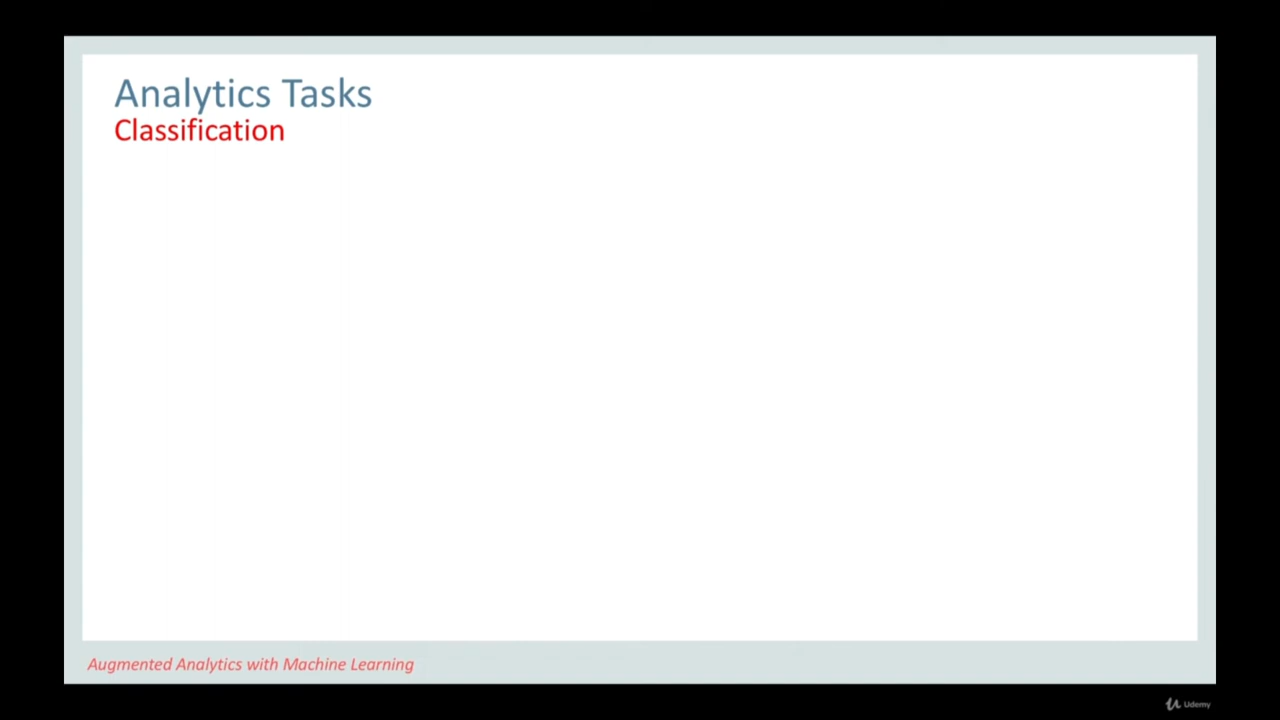 Analytics Tasks
Classification
Augmented Analytics with Machine Learning
Udemy